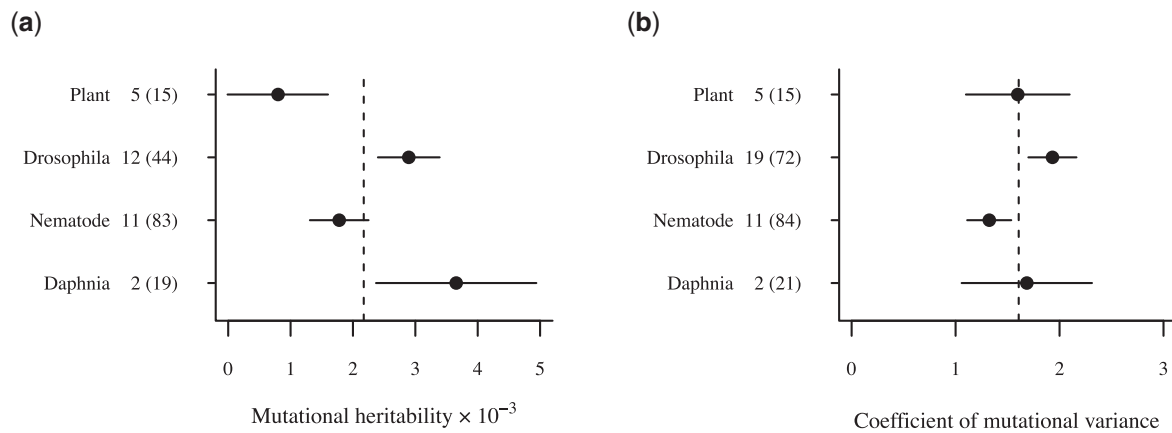 (a)
Plant 5 (15)
Drosophila 12 (44)
Nematode 11 (83)
Daphnia 2 (19)
0 1 2 3 4 5
Mutational heritability × 10⁻³
(b)
Plant 5 (15)
Drosophila 19 (72)
Nematode 11 (84)
Daphnia 2 (21)
0 1 2 3
Coefficient of mutational variance